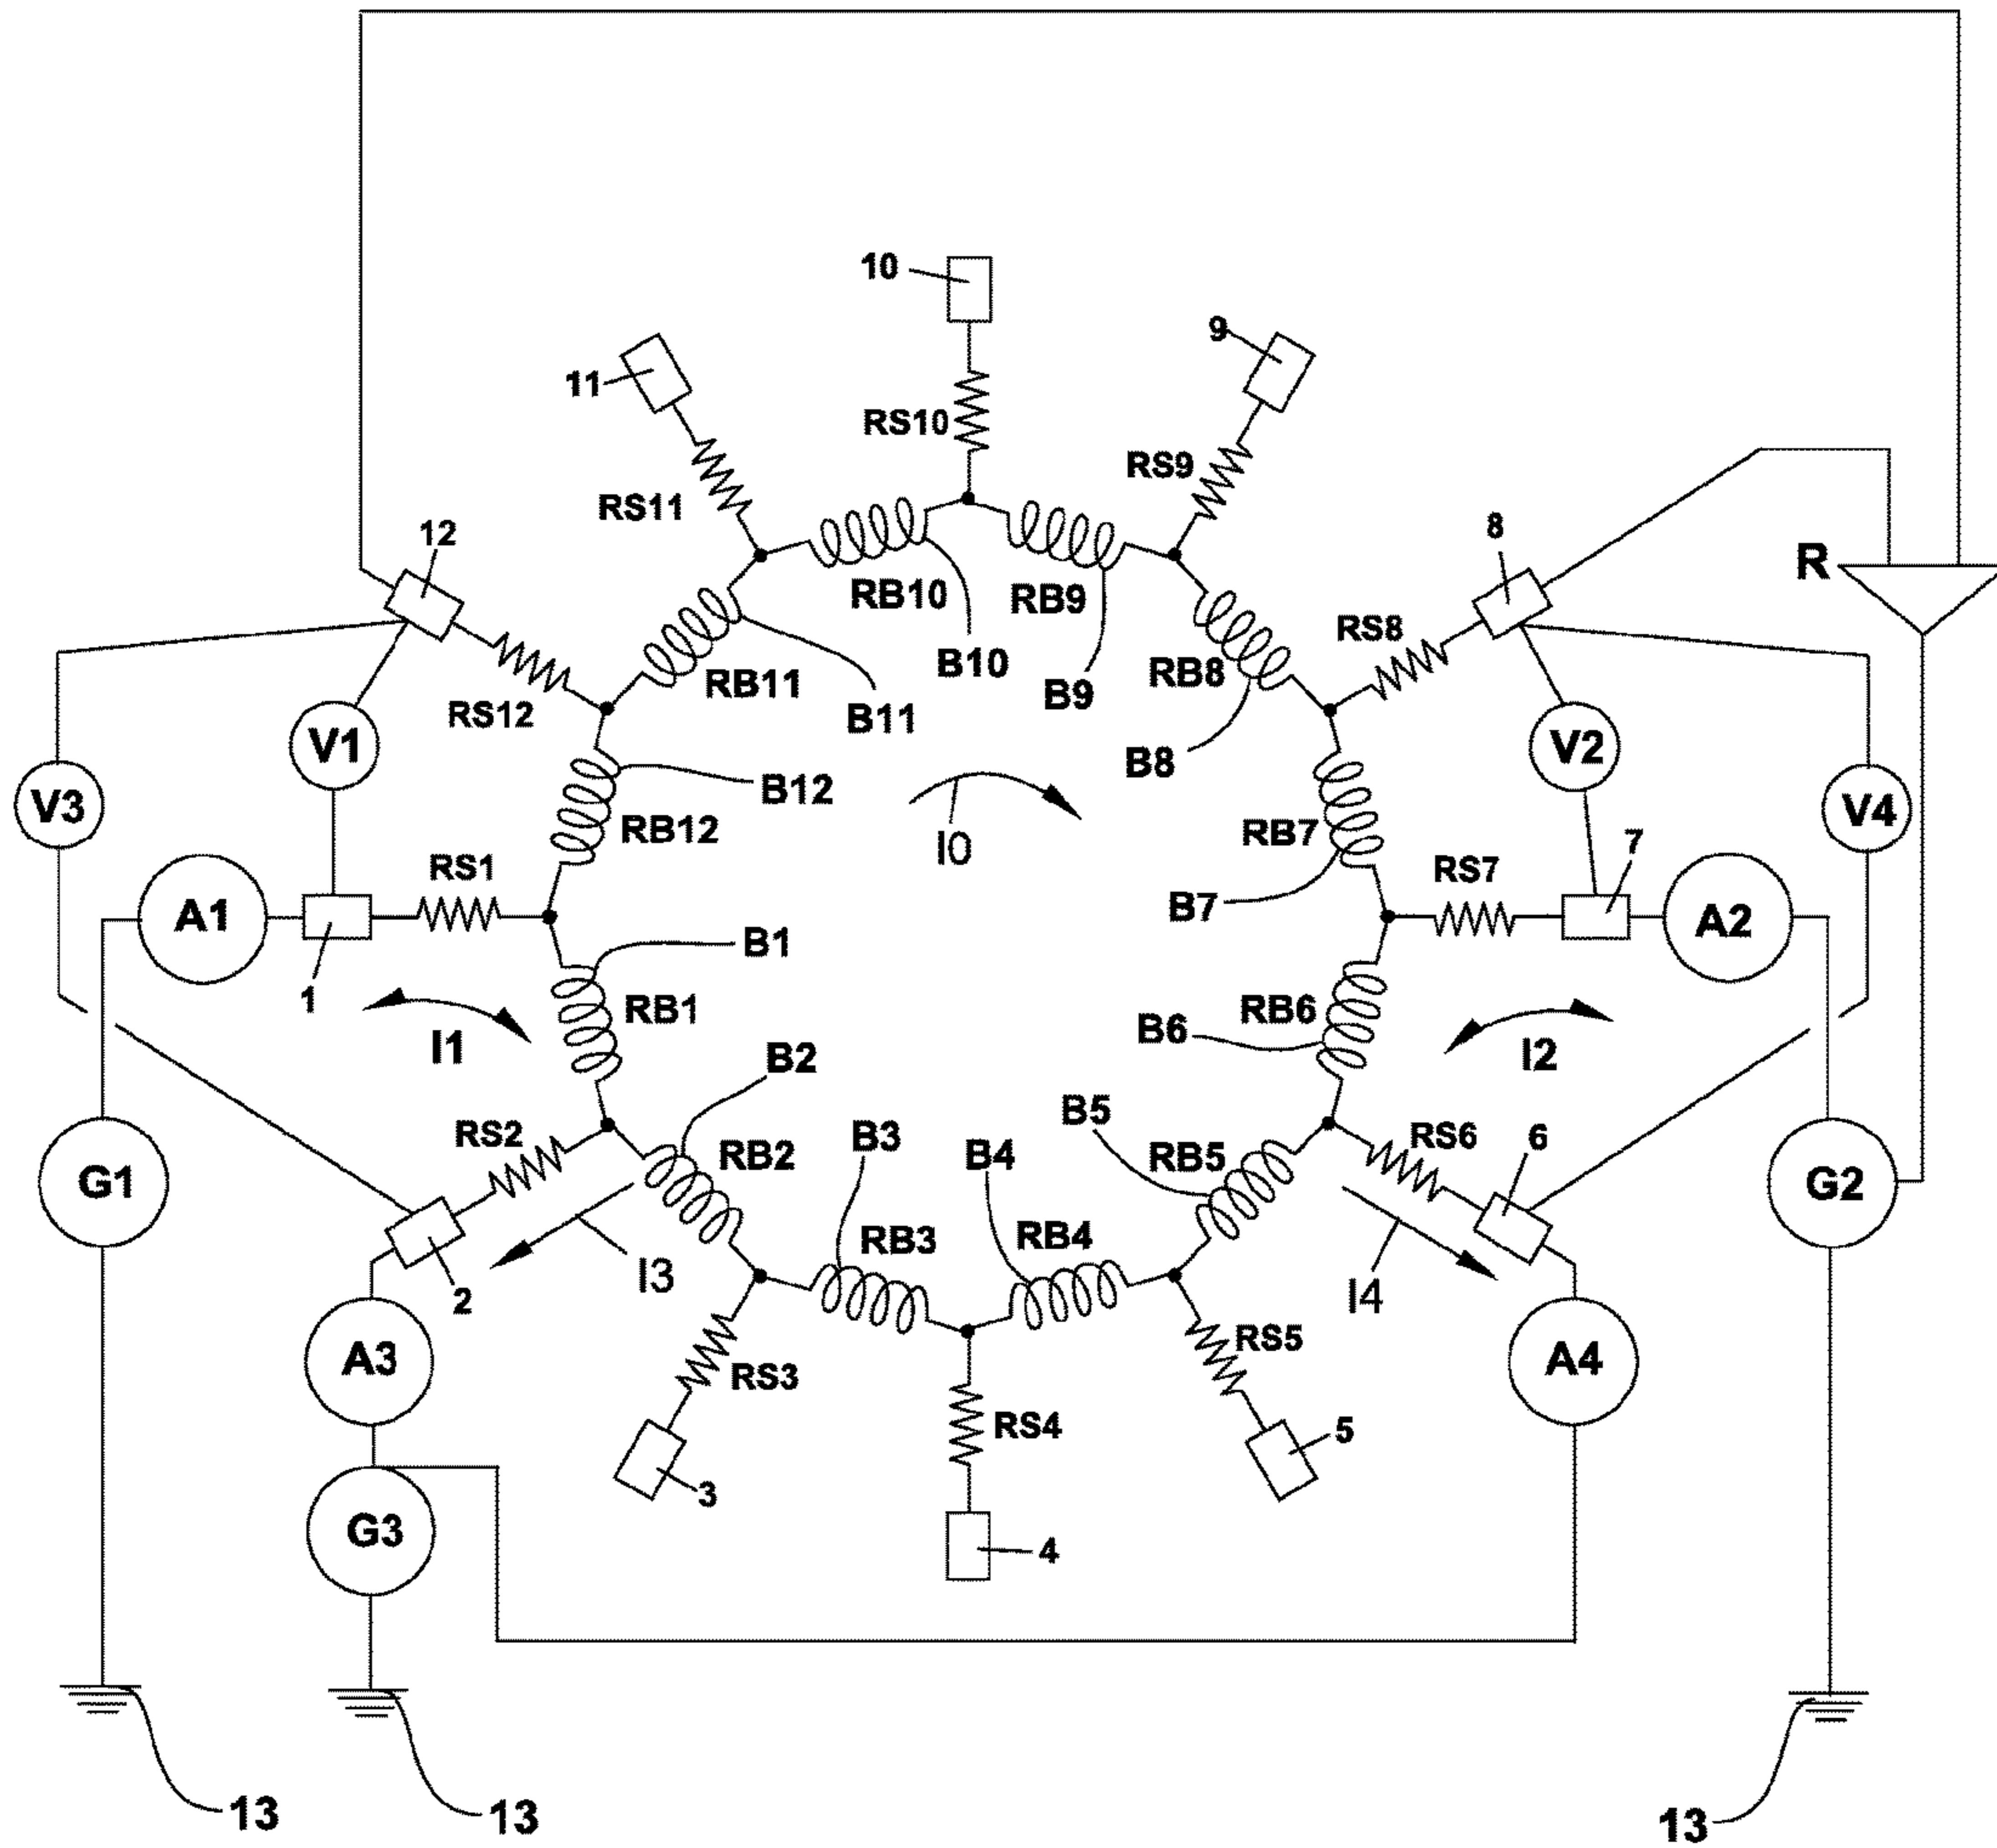 10
9
11
RS10
RS9
RS11
8
12
R
RB10
RB9
RS8
B10
RB11
RB8
B9
RS12
B11
V1
V2
B8
B12
V3
V4
RB12
RB7
I0
7
RS1
RS7
B7
A1
A2
B1
1
RB1
RB6
B6
I1
I2
B2
B5
RS2
B3
RS6
6
RB2
B4
RB5
G1
G2
RB3
RB4
I3
I4
2
A3
RS3
RS5
A4
RS4
5
3
G3
4
13
13
13